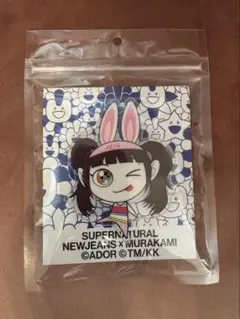 SUPERNATURAL
NEWJEANS × MURAKAMI
©ADOR ©TM/KK